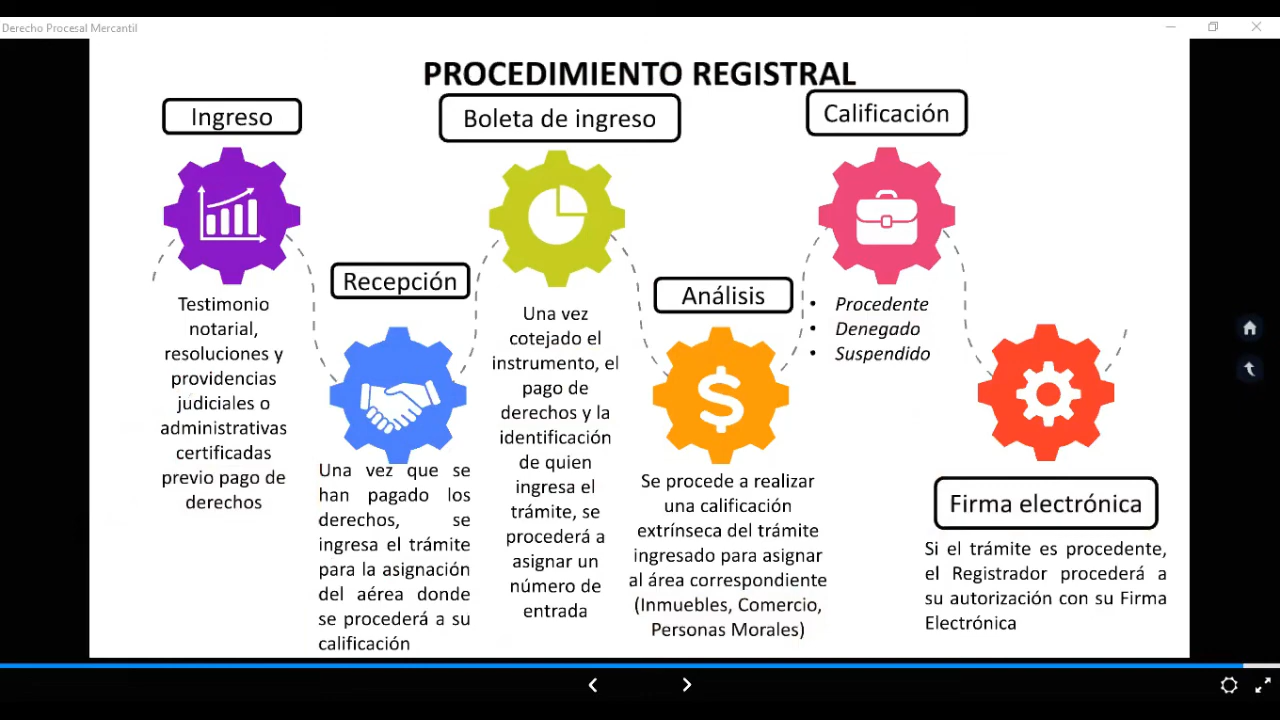 Derecho Procesal Mercantil
PROCEDIMIENTO REGISTRAL
Ingreso
Testimonio
notarial,
resoluciones y
providencias
judiciales o
administrativas
certificadas
previo pago de
derechos
Recepción
Una vez que se
han pagado los
derechos, se
ingresa el trámite
para la asignación
del aérea donde
se procederá a su
calificación
Boleta de ingreso
Una vez
cotejado el
instrumento, el
pago de
derechos y la
identificación
de quien
ingresa el
trámite, se
procederá a
asignar un
número de
entrada
Análisis
Se procede a realizar
una calificación
extrínseca del trámite
ingresado para asignar
al área correspondiente
(Inmuebles, Comercio,
Personas Morales)
Calificación
• Procedente
• Denegado
• Suspendido
Firma electrónica
Si el trámite es procedente,
el Registrador procederá a
su autorización con su Firma
Electrónica